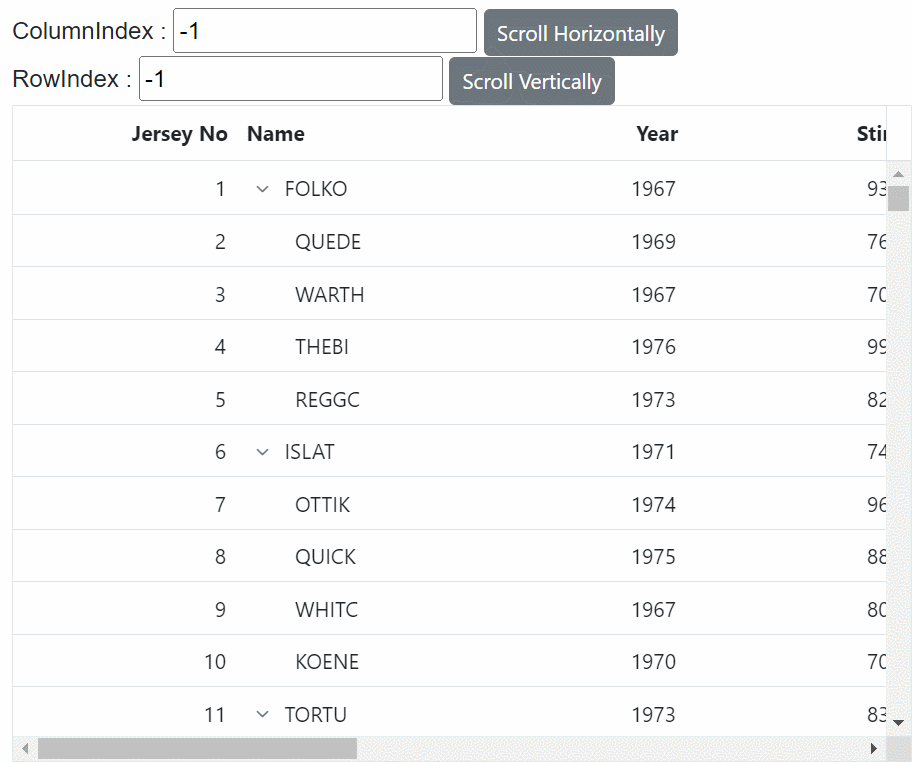 ColumnIndex : -1 Scroll Horizontally
RowIndex : -1 Scroll Vertically
Jersey No Name Year Stin
1 FOLKO 1967 93
2 QUEDE 1969 76
3 WARTH 1967 70
4 THEBI 1976 99
5 REGGC 1973 82
6 ISLAT 1971 74
7 OTTIK 1974 96
8 QUICK 1975 88
9 WHITC 1967 80
10 KOENE 1970 70
11 TORTU 1973 83